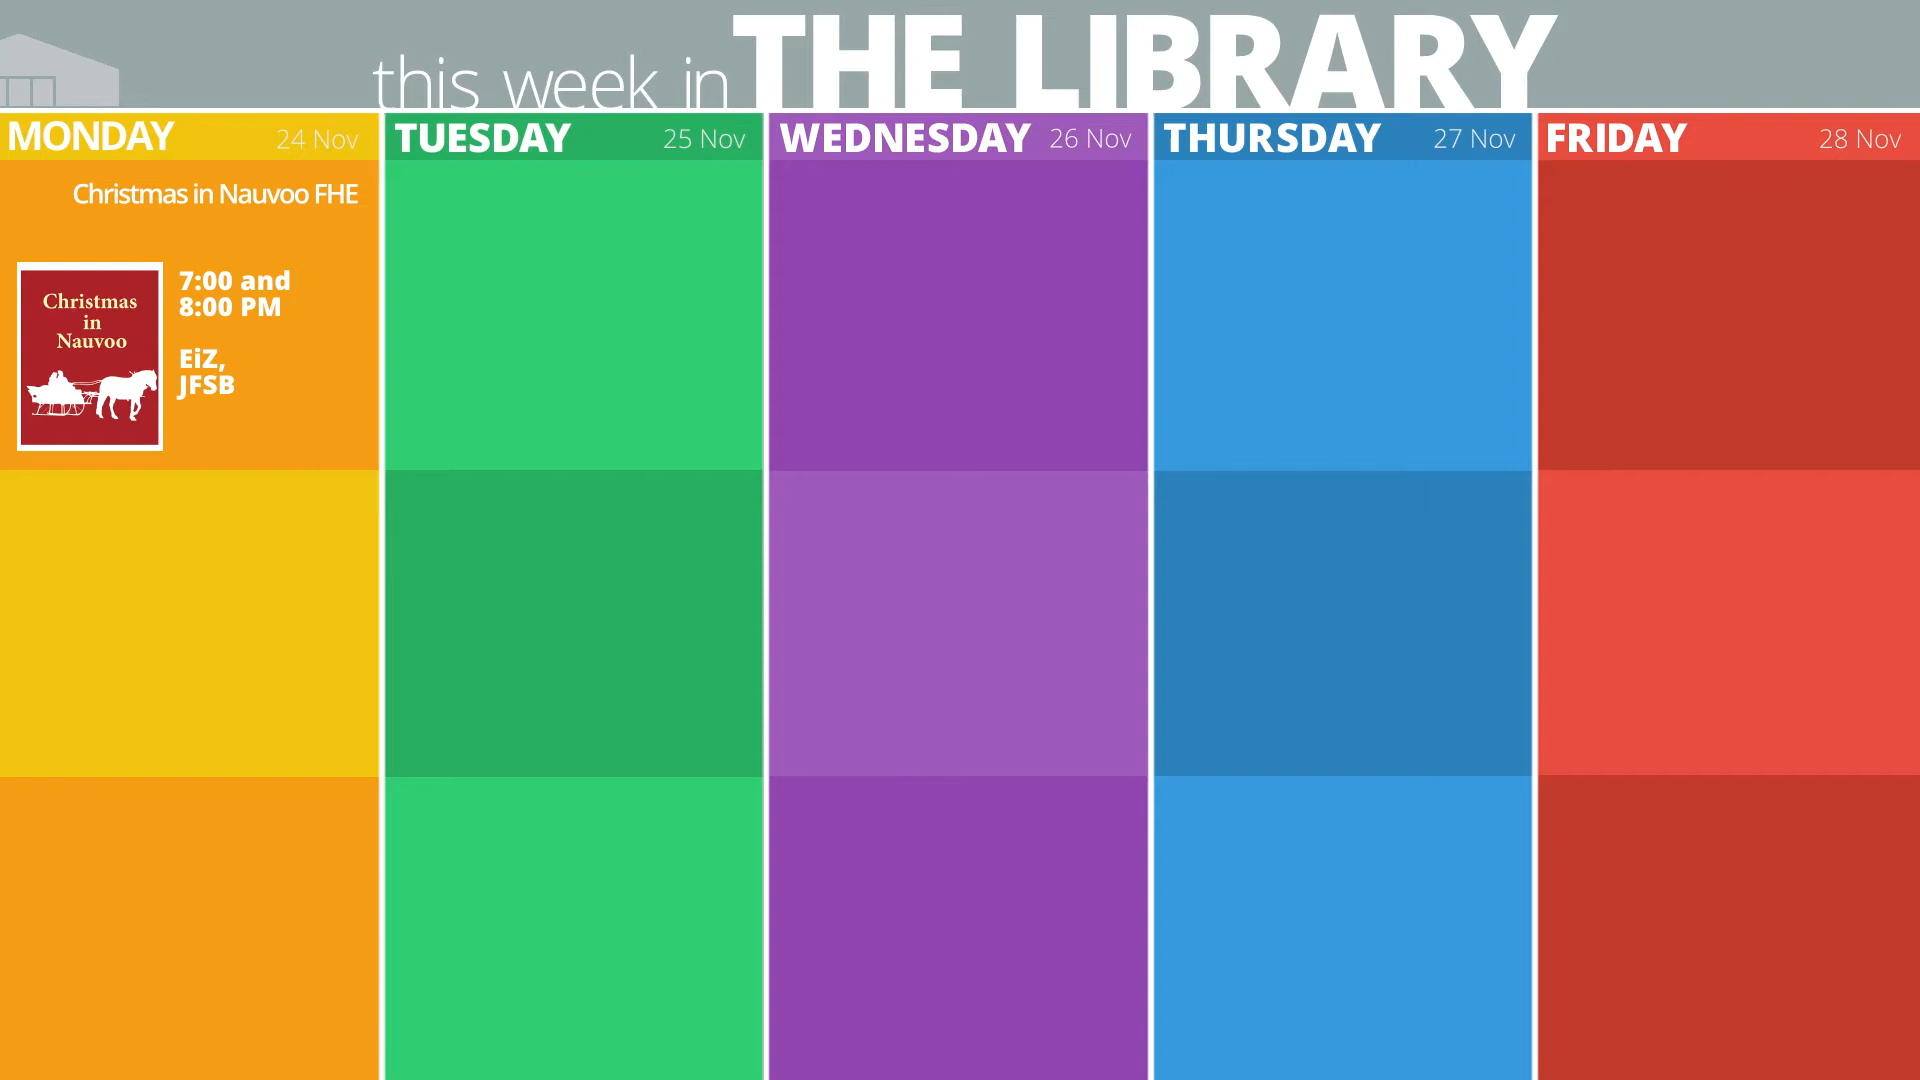 this week in THE LIBRARY
MONDAY 24 Nov
TUESDAY 25 Nov
WEDNESDAY 26 Nov
THURSDAY 27 Nov
FRIDAY 28 Nov
Christmas in Nauvoo FHE
Christmas
in
Nauvoo
7:00 and
8:00 PM
EiZ,
JFSB